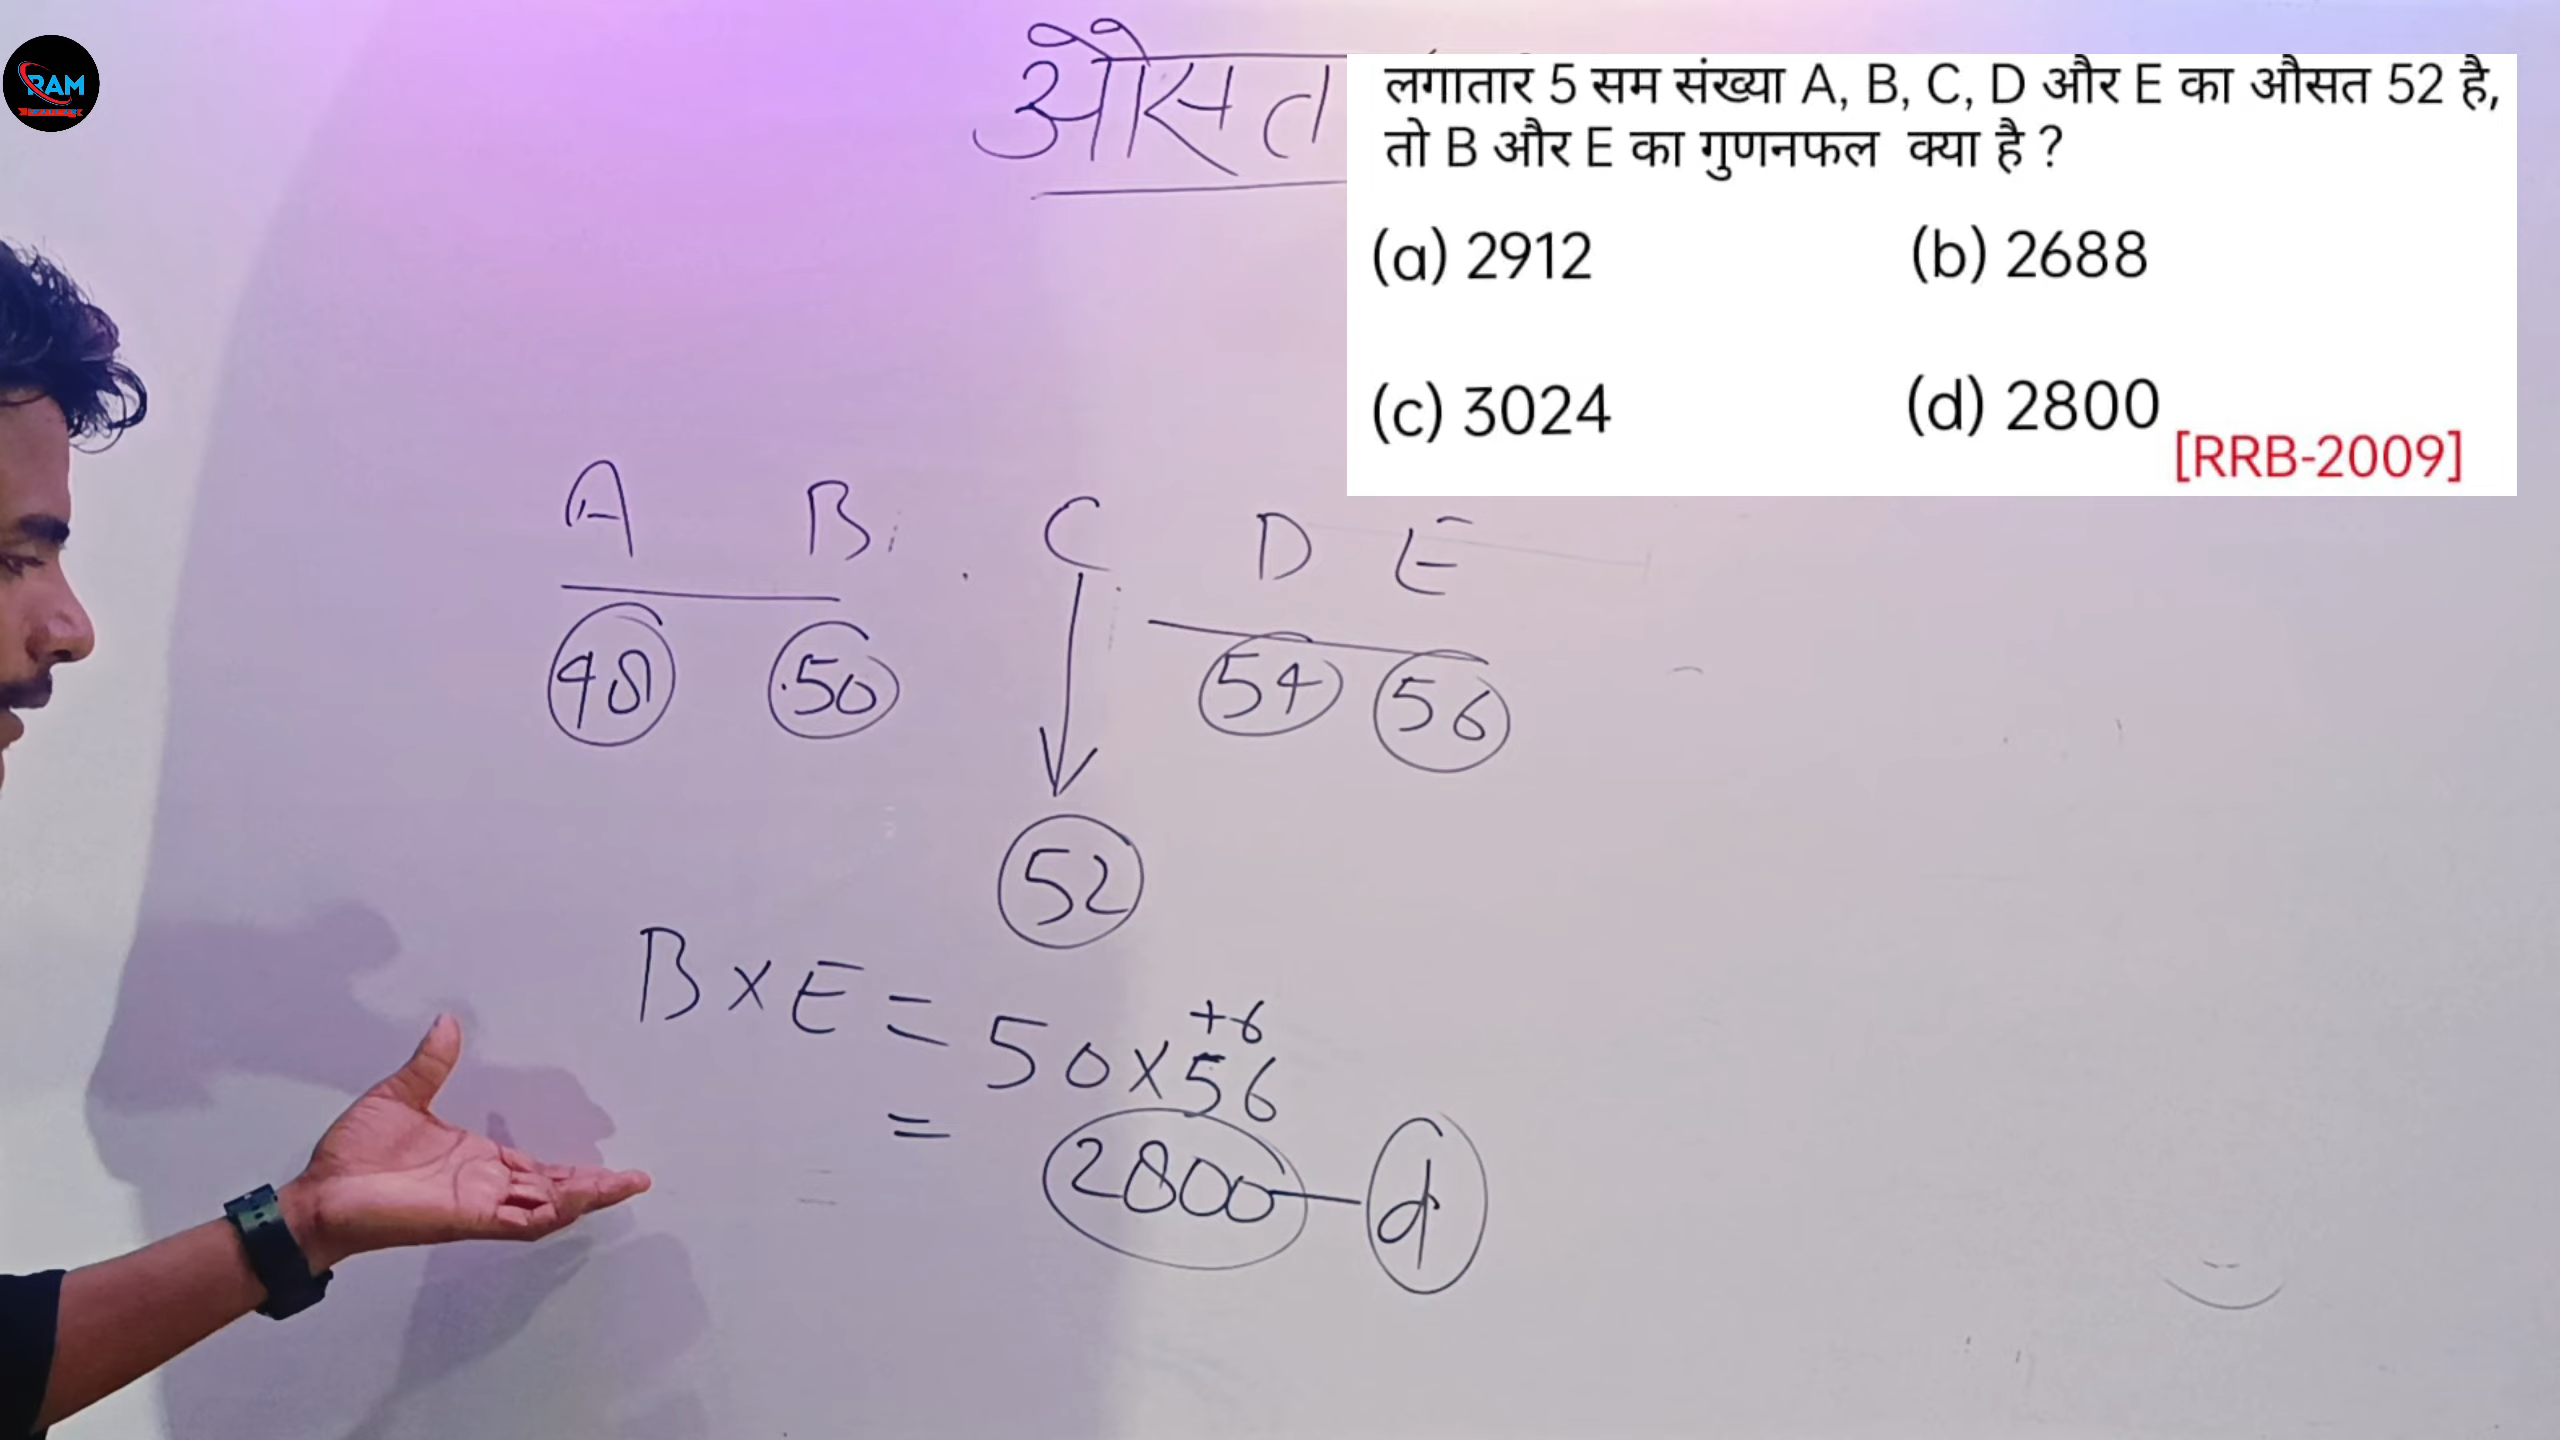 RAM
औसत
लगातार 5 सम संख्या A, B, C, D और E का औसत 52 है,
तो B और E का गुणनफल क्या है ?
(a) 2912 (b) 2688
(c) 3024 (d) 2800
[RRB-2009]
A B C D E
48 50 54 56
52
+6
B × E = 50 × 56
= 2800 — d